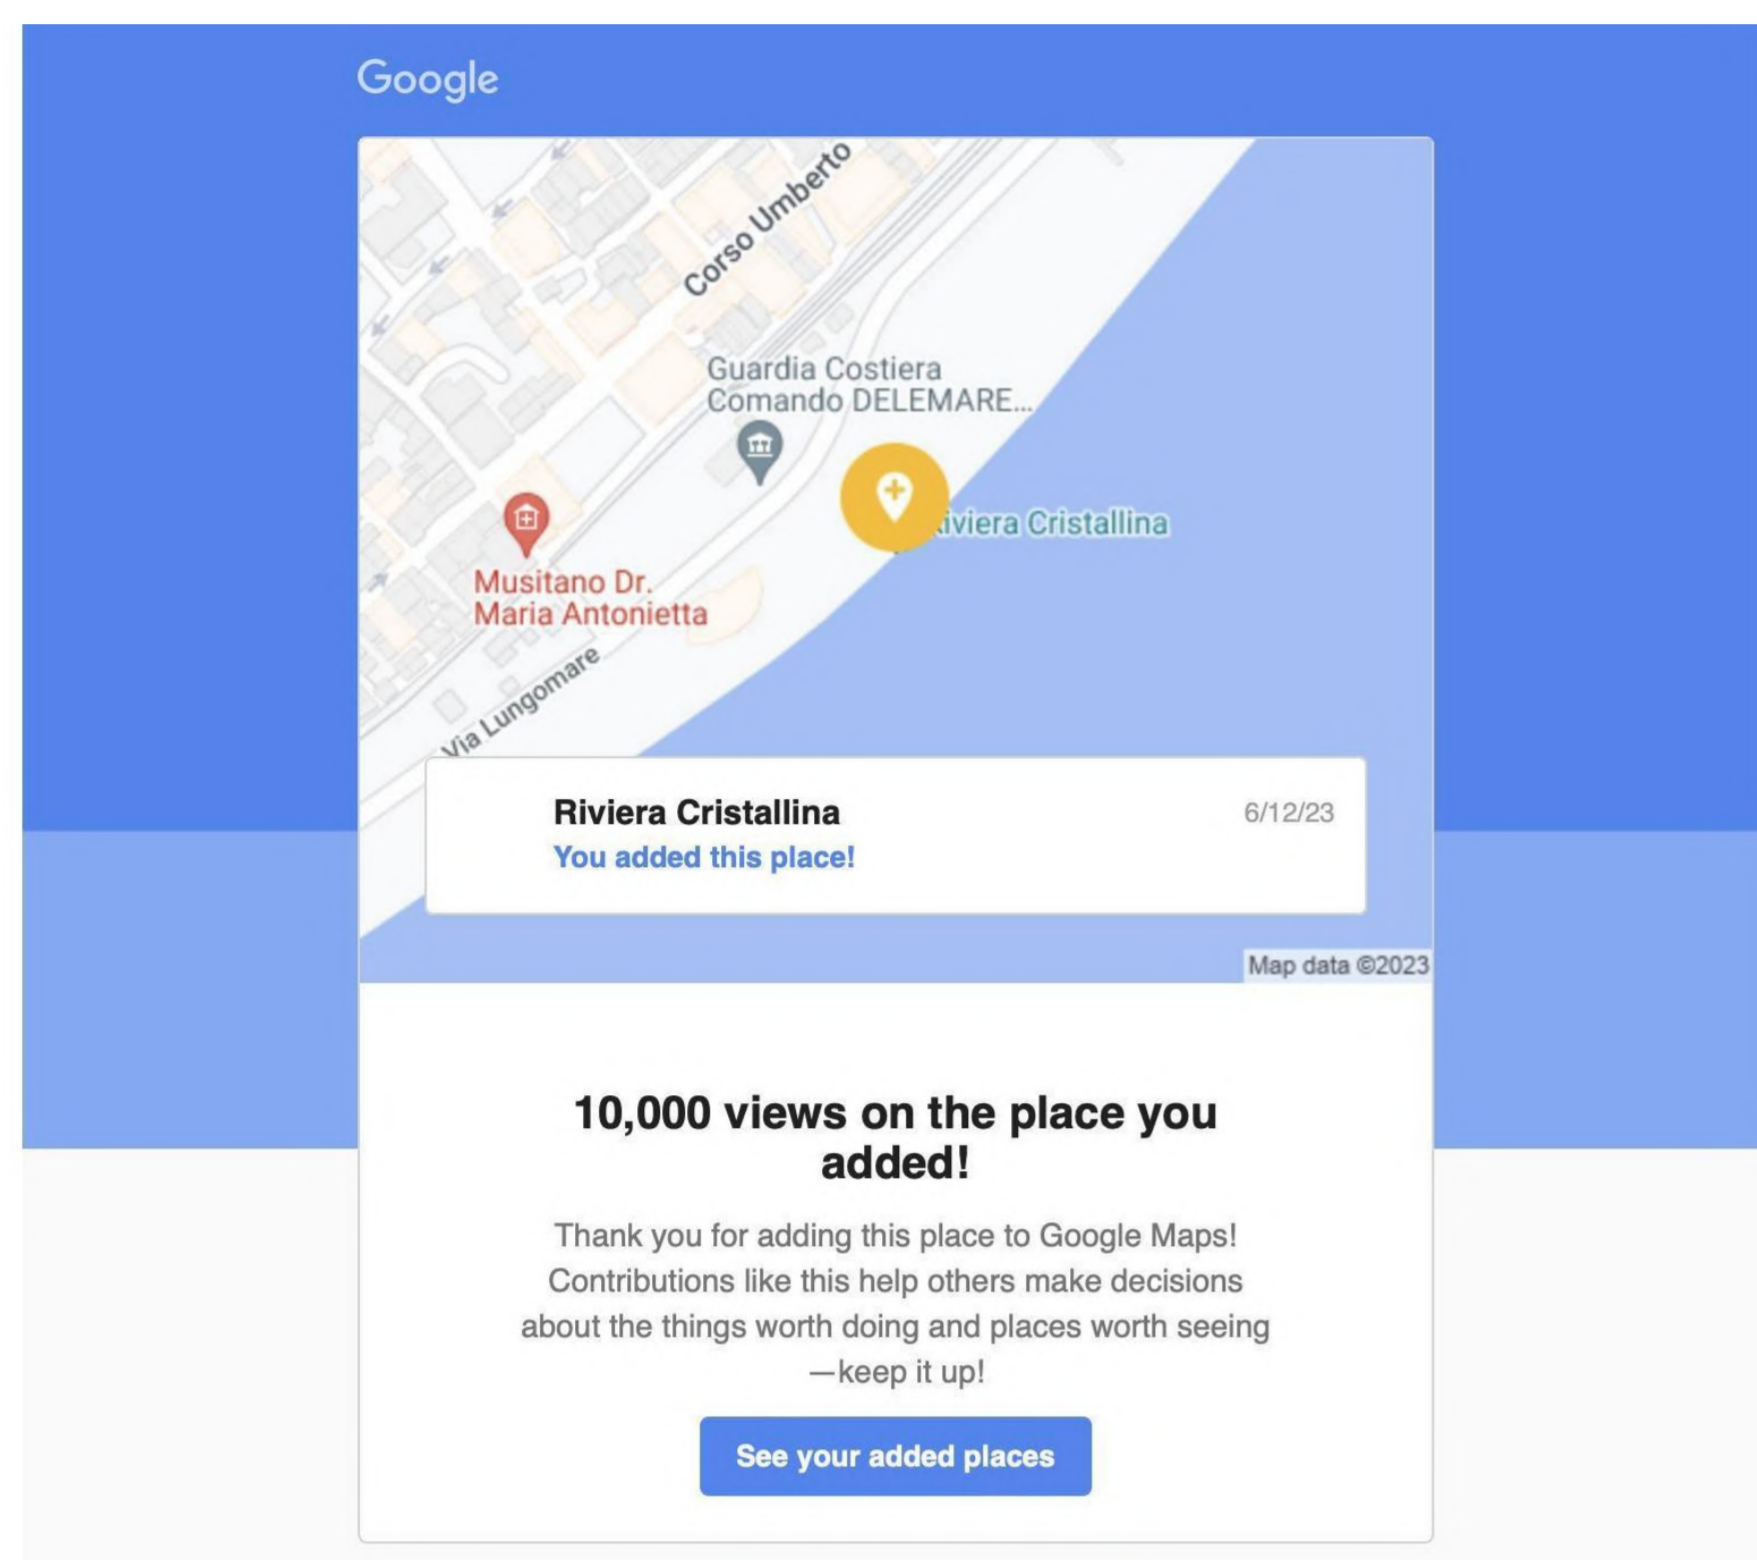 Google
Corso Umberto
Guardia Costiera
Comando DELEMARE...
iviera Cristallina
Musitano Dr.
Maria Antonietta
Via Lungomare
Riviera Cristallina
6/12/23
You added this place!
Map data ©2023
10,000 views on the place you
added!
Thank you for adding this place to Google Maps!
Contributions like this help others make decisions
about the things worth doing and places worth seeing
—keep it up!
See your added places